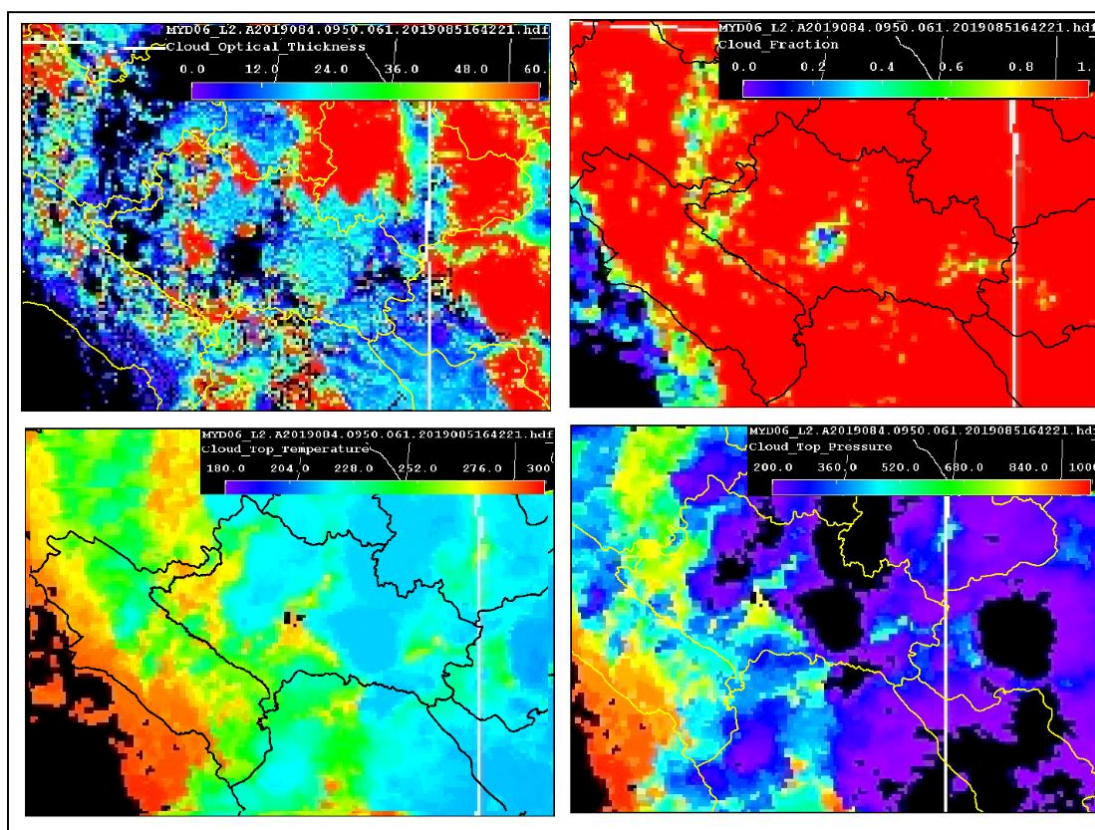 MYD06_L2.A2019084.0950.061.2019085164221.hdf
Cloud_Optical_Thickness
0.0 12.0 24.0 36.0 48.0 60.
MYD06_L2.A2019084.0950.061.2019085164221.hdf
Cloud_Fraction
0.0 0.2 0.4 0.6 0.8 1.
MYD06_L2.A2019084.0950.061.2019085164221.hdf
Cloud_Top_Temperature
180.0 204.0 228.0 252.0 276.0 300
MYD06_L2.A2019084.0950.061.2019085164221.hdf
Cloud_Top_Pressure
200.0 360.0 520.0 680.0 840.0 1000